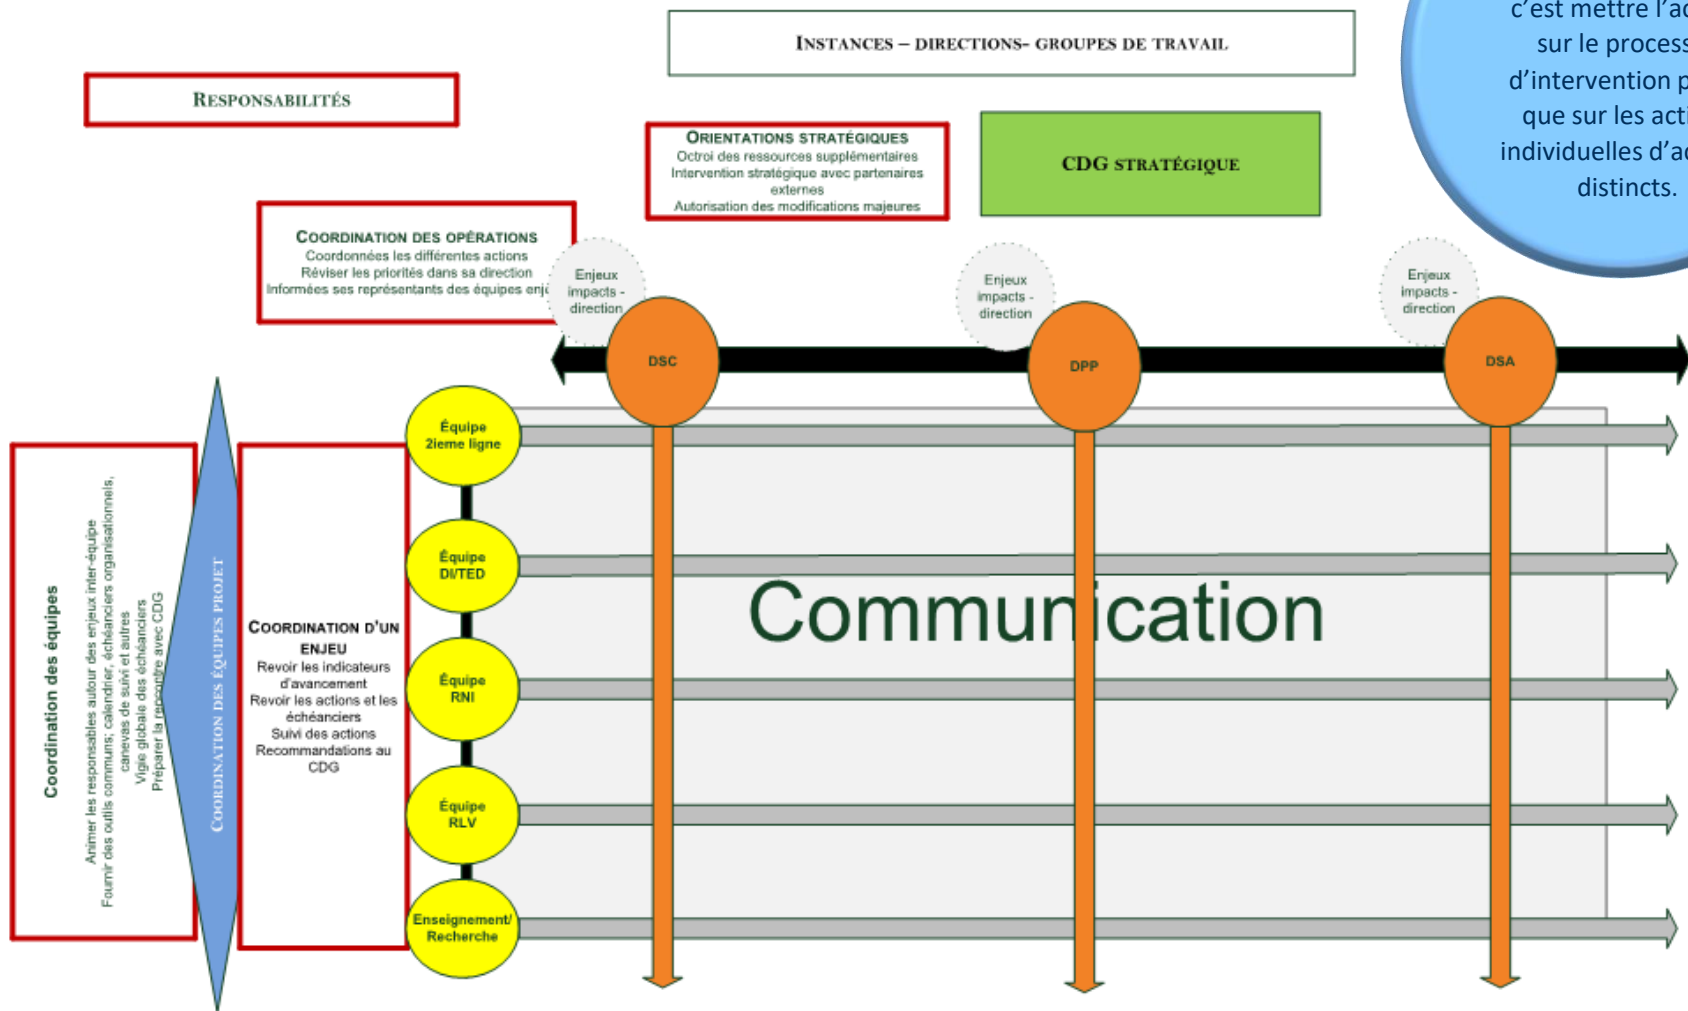 c'est mettre
sur le
d'intervention
que sur les
individuelles
distincts.
INSTANCES – DIRECTIONS- GROUPES DE TRAVAIL
RESPONSABILITÉS
ORIENTATIONS STRATÉGIQUES
Octroi des ressources supplémentaires
Intervention stratégique avec partenaires
externes
Autorisation des modifications majeures
CDG STRATÉGIQUE
COORDINATION DES OPÉRATIONS
Coordonnées les différentes actions
Réviser les priorités dans sa direction
Informées ses représentants des équipes
Enjeux
impacts -
direction
Enjeux
impacts -
direction
Enjeux
impacts -
direction
DSC
DPP
DSA
Équipe
2ieme ligne
Équipe
DI/TED
Équipe
RNI
Équipe
RLV
Enseignement/
Recherche
Communication
Coordination des équipes
Animer les responsables autour des enjeux inter-équipe
Fournir des outils communs; calendrier, échéanciers organisationnels,
canevas de suivi et autres
Vigie globale des échéanciers
Préparer la rencontre avec CDG
COORDINATION DES ÉQUIPES PROJET
COORDINATION D'UN
ENJEU
Revoir les indicateurs
d'avancement
Revoir les actions et les
échéanciers
Suivi des actions
Recommandations au
CDG